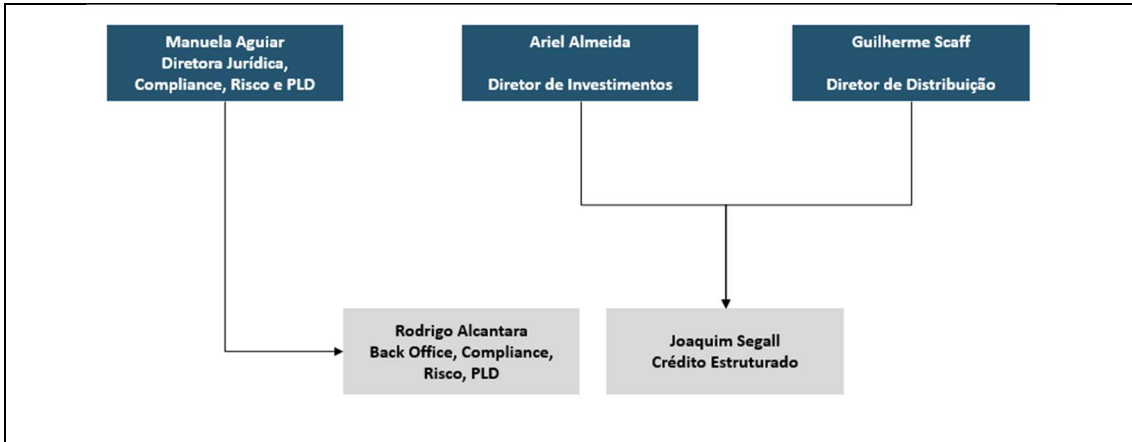 Manuela Aguiar
Diretora Jurídica,
Compliance, Risco e PLD
Ariel Almeida
Diretor de Investimentos
Guilherme Scaff
Diretor de Distribuição
Rodrigo Alcantara
Back Office, Compliance,
Risco, PLD
Joaquim Segall
Crédito Estruturado